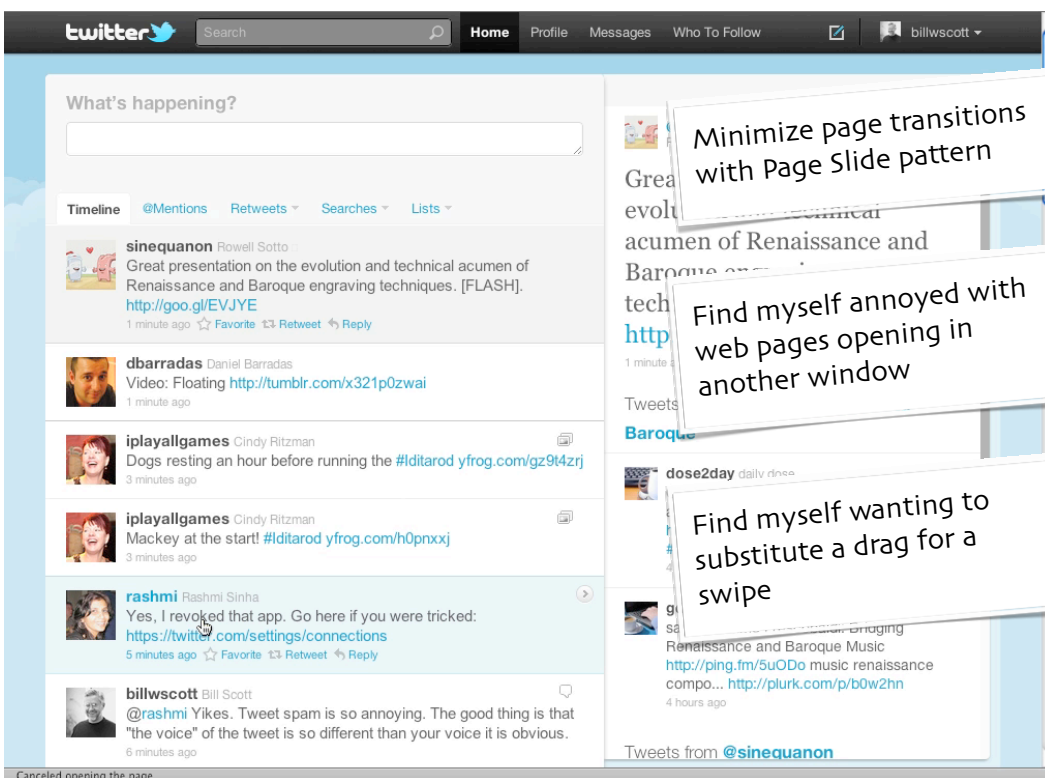 twitter
Search
Home
Profile
Messages
Who To Follow
billwscott
What's happening?
Timeline
@Mentions
Retweets
Searches
Lists
sinequanon Rowell Sotto
Great presentation on the evolution and technical acumen of
Renaissance and Baroque engraving techniques. [FLASH].
http://goo.gl/EVJYE
1 minute ago Favorite Retweet Reply
dbarradas Daniel Barradas
Video: Floating http://tumblr.com/x321p0zwai
1 minute ago
iplayallgames Cindy Ritzman
Dogs resting an hour before running the #Iditarod yfrog.com/gz9t4zrj
3 minutes ago
iplayallgames Cindy Ritzman
Mackey at the start! #Iditarod yfrog.com/h0pnxxj
3 minutes ago
rashmi Rashmi Sinha
Yes, I revoked that app. Go here if you were tricked:
https://twitter.com/settings/connections
5 minutes ago Favorite Retweet Reply
billwscott Bill Scott
@rashmi Yikes. Tweet spam is so annoying. The good thing is that
"the voice" of the tweet is so different than your voice it is obvious.
6 minutes ago
Minimize page transitions
with Page Slide pattern
technical
acumen of Renaissance and
Baroque
1 minute
Find myself annoyed with
web pages opening in
another window
Tweets
Baroque
dose2day daily dose
Find myself wanting to
substitute a drag for a
swipe
Bridging
Renaissance and Baroque Music
http://ping.fm/5uODo music renaissance
compo... http://plurk.com/p/b0w2hn
4 hours ago
Tweets from @sinequanon
Canceled opening the page